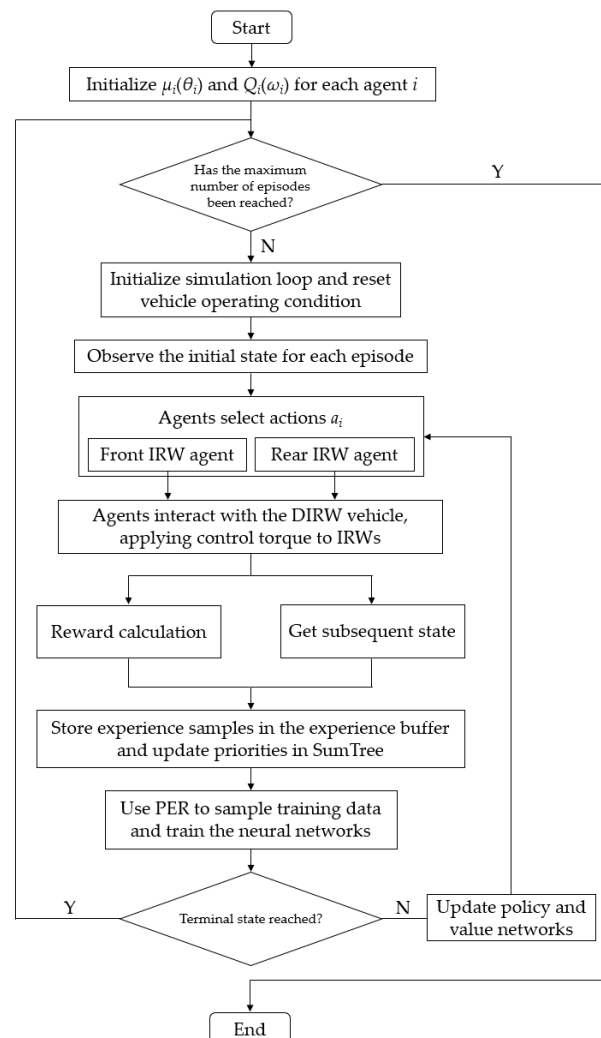 Start
Initialize μᵢ(θᵢ) and Qᵢ(ωᵢ) for each agent i
Has the maximum
number of episodes
been reached?
Y
N
Initialize simulation loop and reset
vehicle operating condition
Observe the initial state for each episode
Agents select actions aᵢ
Front IRW agent
Rear IRW agent
Agents interact with the DIRW vehicle,
applying control torque to IRWs
Reward calculation
Get subsequent state
Store experience samples in the experience buffer
and update priorities in SumTree
Use PER to sample training data
and train the neural networks
Y
Terminal state reached?
N
Update policy and
value networks
End